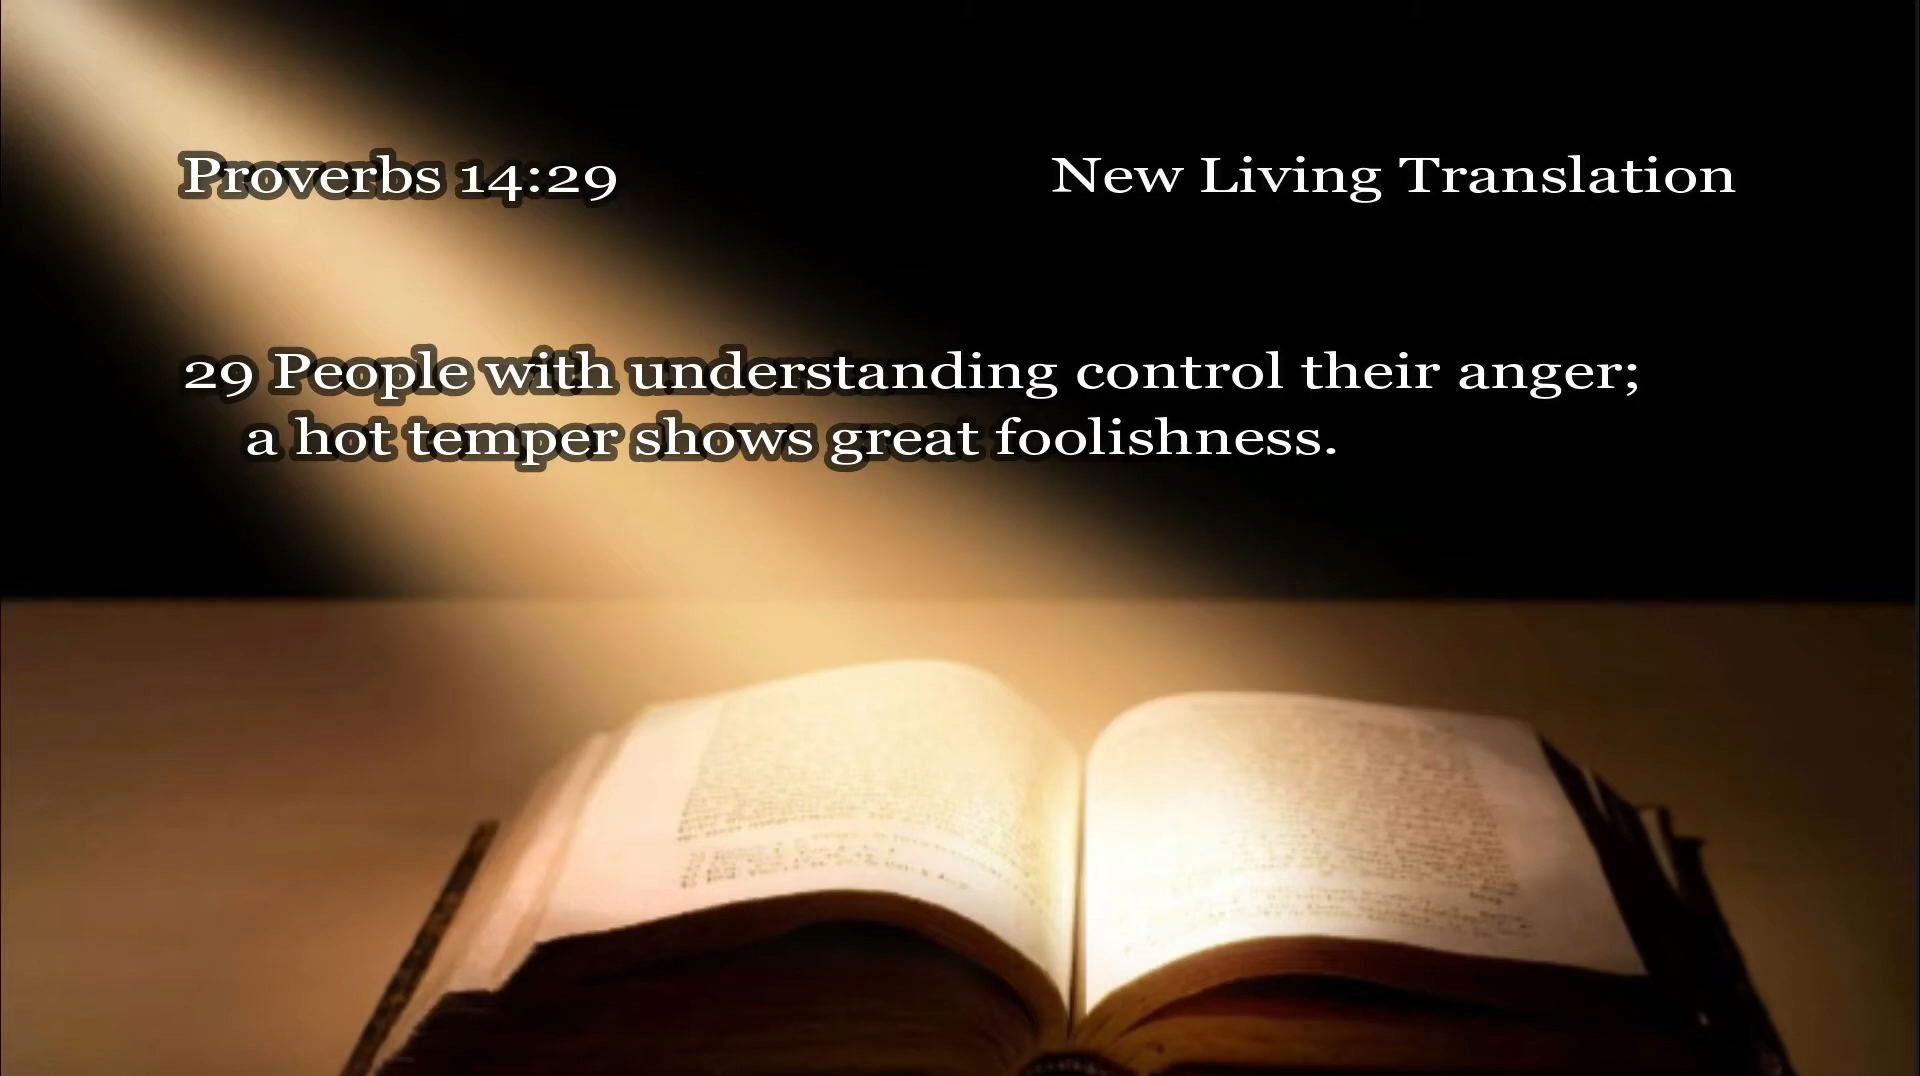 Proverbs 14:29 New Living Translation
29 People with understanding control their anger;
a hot temper shows great foolishness.